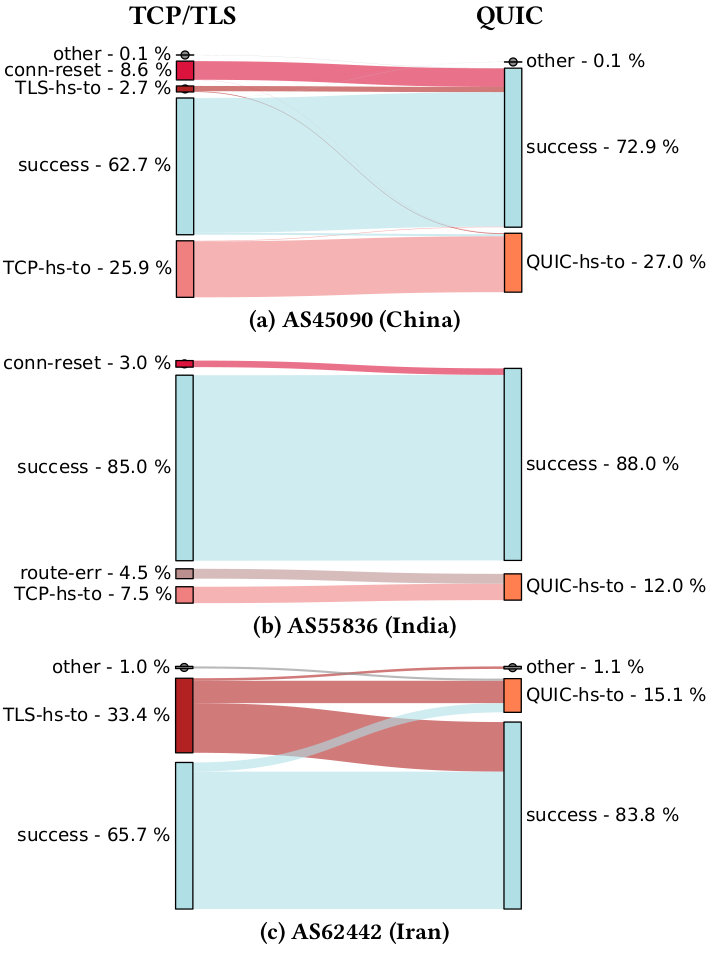 TCP/TLS QUIC
other - 0.1 % other - 0.1 %
conn-reset - 8.6 %
TLS-hs-to - 2.7 %
success - 62.7 % success - 72.9 %
TCP-hs-to - 25.9 % QUIC-hs-to - 27.0 %
(a) AS45090 (China)
conn-reset - 3.0 %
success - 85.0 % success - 88.0 %
route-err - 4.5 %
TCP-hs-to - 7.5 % QUIC-hs-to - 12.0 %
(b) AS55836 (India)
other - 1.0 % other - 1.1 %
TLS-hs-to - 33.4 % QUIC-hs-to - 15.1 %
success - 65.7 % success - 83.8 %
(c) AS62442 (Iran)